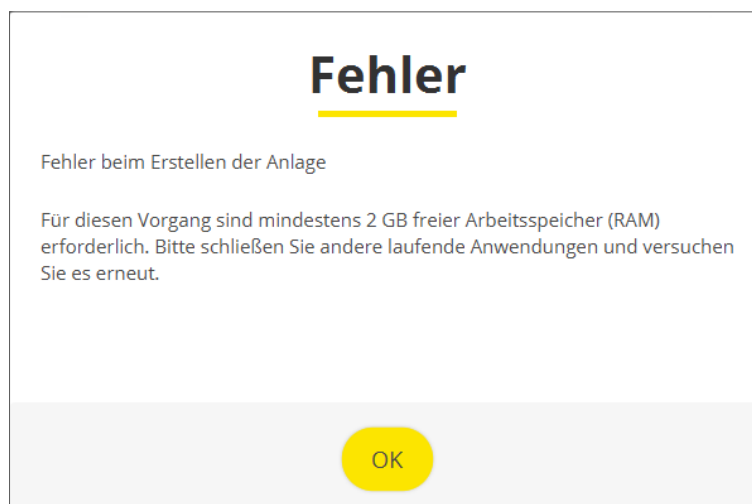 Fehler
Fehler beim Erstellen der Anlage
Für diesen Vorgang sind mindestens 2 GB freier Arbeitsspeicher (RAM)
erforderlich. Bitte schließen Sie andere laufende Anwendungen und versuchen
Sie es erneut.
OK